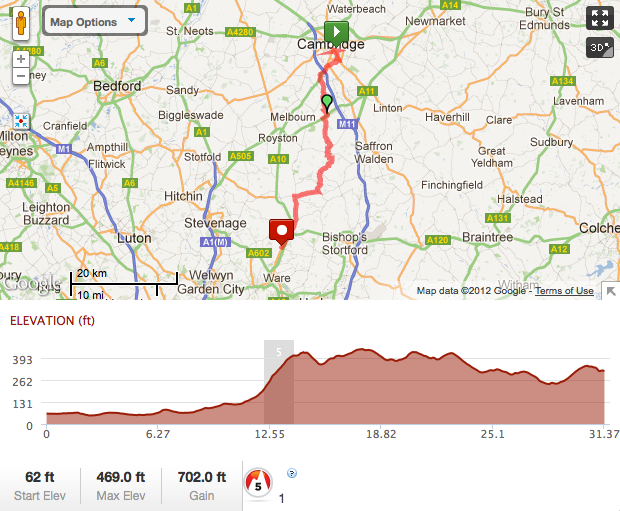 Map Options
Waterbeach
A14
Bury St
Edmunds
St. Neots
A4280
Newmarket
Cambridge
3D
A4280
A6
Bedford
Sandy
A11
A134
Linton
Lavenham
Biggleswade
Melbourn
Haverhill
Clare
Cranfield
A1
M11
Sudbury
Milton
Keynes
M1
Ampthill
Royston
Saffron
Walden
Great
Yeldham
Flitwick
Stotfold
A505
A10
A4146
A5
Finchingfield
Halstead
Hitchin
Leighton
Buzzard
Stevenage
A131
Colche
A418
Luton
A1(M)
A602
Bishop's
Stortford
A120
Braintree
A12
20 km
Welwyn
Garden City
Ware
Witham
Google
10 mi
Map data ©2012 Google - Terms of Use
ELEVATION (ft)
393
262
131
0
5
0
6.27
12.55
18.82
25.1
31.37
62 ft
Start Elev
469.0 ft
Max Elev
702.0 ft
Gain
5
?
1